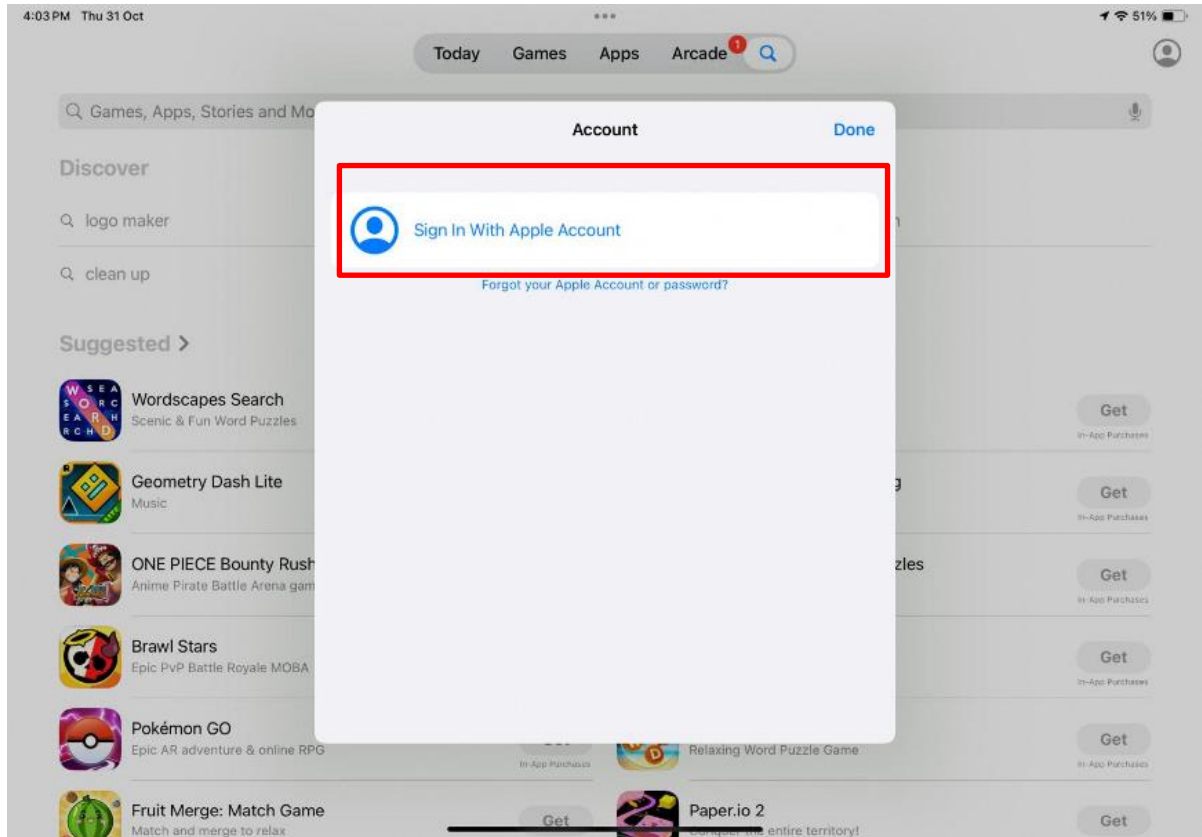 4:03 PM Thu 31 Oct
51%
Today Games Apps Arcade 1
Games, Apps, Stories and Mo
Account Done
Discover
Sign In With Apple Account
logo maker
clean up
Forgot your Apple Account or password?
Suggested
Wordscapes Search
Scenic & Fun Word Puzzles
Get
In-App Purchases
Geometry Dash Lite
Music
g
Get
In-App Purchases
ONE PIECE Bounty Rush
Anime Pirate Battle Arena gam
zles
Get
In-App Purchases
Brawl Stars
Epic PvP Battle Royale MOBA
Get
In-App Purchases
Pokémon GO
Epic AR adventure & online RPG
In-App Purchases
Relaxing Word Puzzle Game
Get
In-App Purchases
Fruit Merge: Match Game
Match and merge to relax
Get
Paper.io 2
Conquer the entire territory!
Get